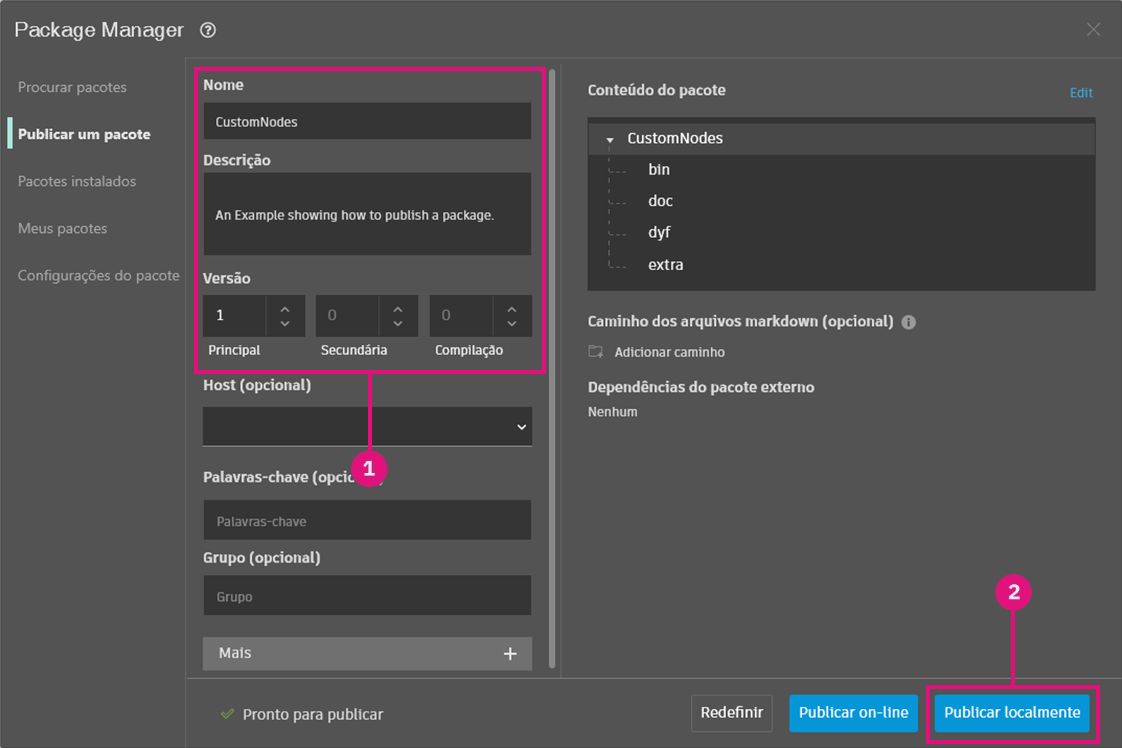 Package Manager
Procurar pacotes
Publicar um pacote
Pacotes instalados
Meus pacotes
Configurações do pacote
Nome
CustomNodes
Descrição
An Example showing how to publish a package.
Versão
1 0 0
Principal Secundária Compilação
Host (opcional)
1
Palavras-chave
Palavras-chave
Grupo (opcional)
Grupo
Mais
Conteúdo do pacote
Edit
CustomNodes
bin
doc
dyf
extra
Caminho dos arquivos markdown (opcional)
Adicionar caminho
Dependências do pacote externo
Nenhum
2
Pronto para publicar
Redefinir
Publicar on-line
Publicar localmente